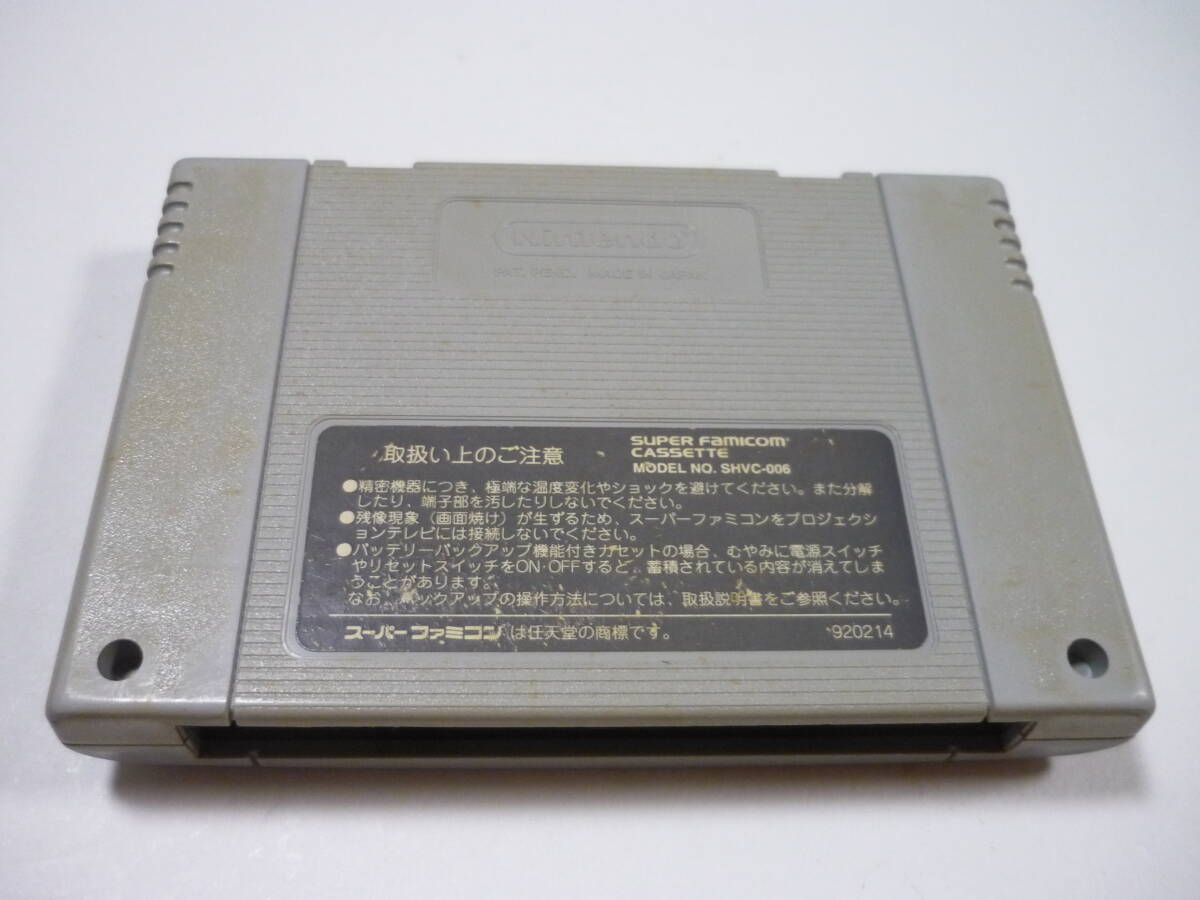 Nintendo
PAT. PEND. MADE IN JAPAN
取扱い上のご注意
SUPER FAMICOM
CASSETTE
MODEL NO. SHVC-006
●精密機器につき、極端な温度変化やショックを避けてください。また分解
したり、端子部を汚したりしないでください。
●残像現象（画面焼け）が生ずるため、スーパーファミコンをプロジェクシ
ョンテレビには接続しないでください。
●バッテリーバックアップ機能付きカセットの場合、むやみに電源スイッチ
やリセットスイッチをON·OFFすると、蓄積されている内容が消えてしま
うことがあります。
なお、バックアップの操作方法については、取扱説明書をご参照ください。
スーパーファミコンは任天堂の商標です。
920214